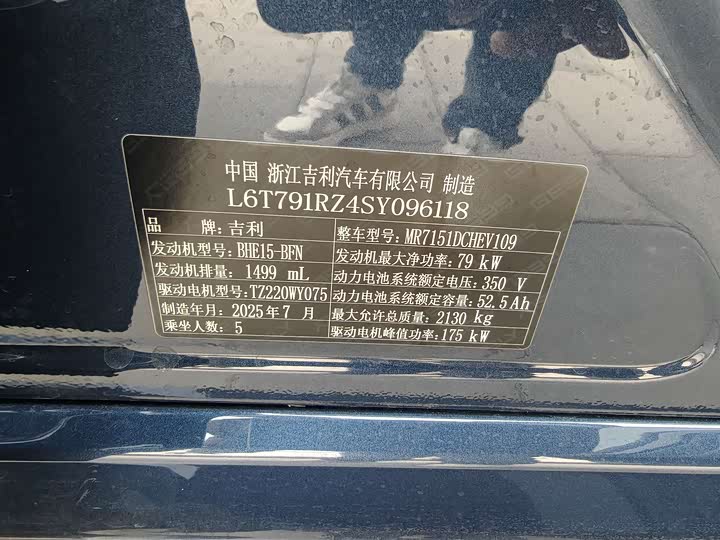 中国 浙江吉利汽车有限公司 制造
L6T791RZ4SY096118
品 牌:吉利 整车型号:MR7151DCHEV109
发动机型号:BHE15-BFN 发动机最大净功率:79 kW
发动机排量:1499 mL 动力电池系统额定电压:350 V
驱动电机型号:TZ220WY075 动力电池系统额定容量:52.5Ah
制造年月:2025年7月 最大允许总质量:2130 kg
乘坐人数:5 驱动电机峰值功率:175 kW